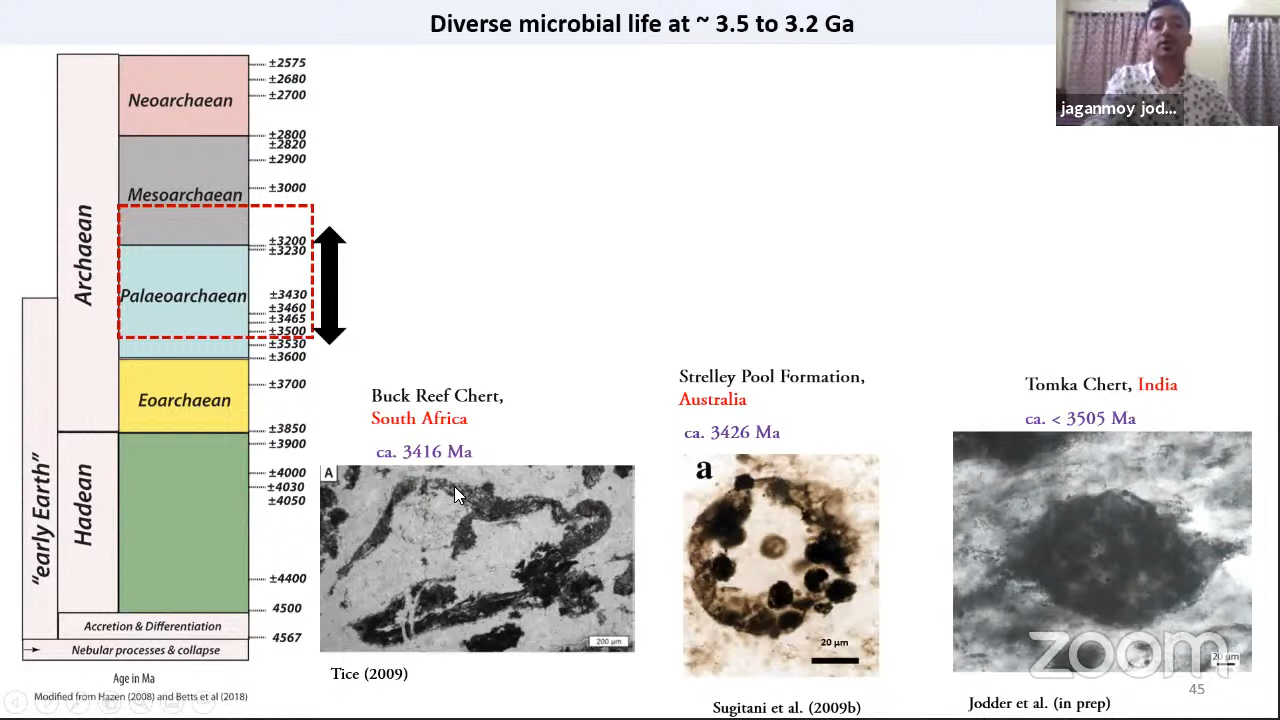 Diverse microbial life at ~ 3.5 to 3.2 Ga
jaganmoy jod...
Archaean
Hadean
"early Earth"
Neoarchaean
Mesoarchaean
Palaeoarchaean
Eoarchaean
±2575
±2680
±2700
±2800
±2820
±2900
±3000
±3200
±3230
±3430
±3460
±3465
±3500
±3530
±3600
±3700
±3850
±3900
±4000
±4030
±4050
±4400
4500
Accretion & Differentiation
4567
Nebular processes & collapse
Age in Ma
Modified from Hazen (2008) and Betts et al (2018)
Buck Reef Chert,
South Africa
ca. 3416 Ma
A
200 µm
Tice (2009)
Strelley Pool Formation,
Australia
ca. 3426 Ma
a
20 µm
Sugitani et al. (2009b)
Tomka Chert, India
ca. < 3505 Ma
20 µm
Jodder et al. (in prep)
zoom
45